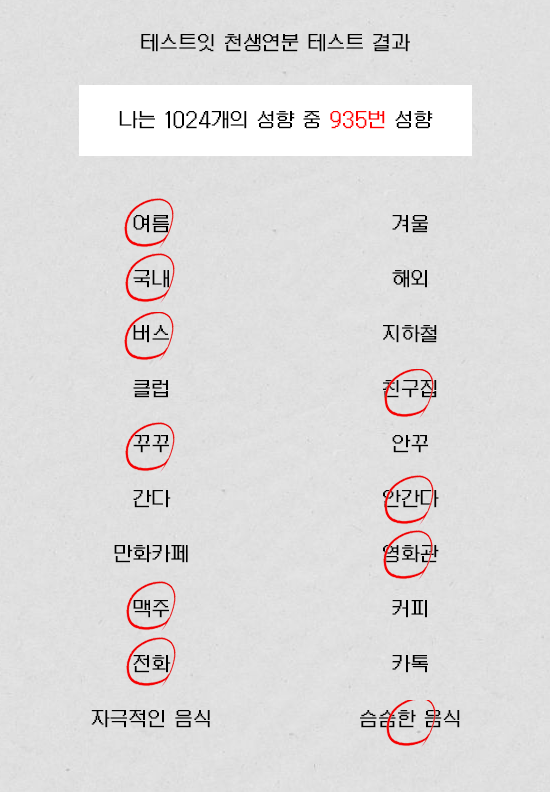 테스트잇 천생연분 테스트 결과
나는 1024개의 성향 중 935번 성향
여름 겨울
국내 해외
버스 지하철
클럽 친구집
꾸꾸 안꾸
간다 안간다
만화카페 영화관
맥주 커피
전화 카톡
자극적인 음식 슴슴한 음식